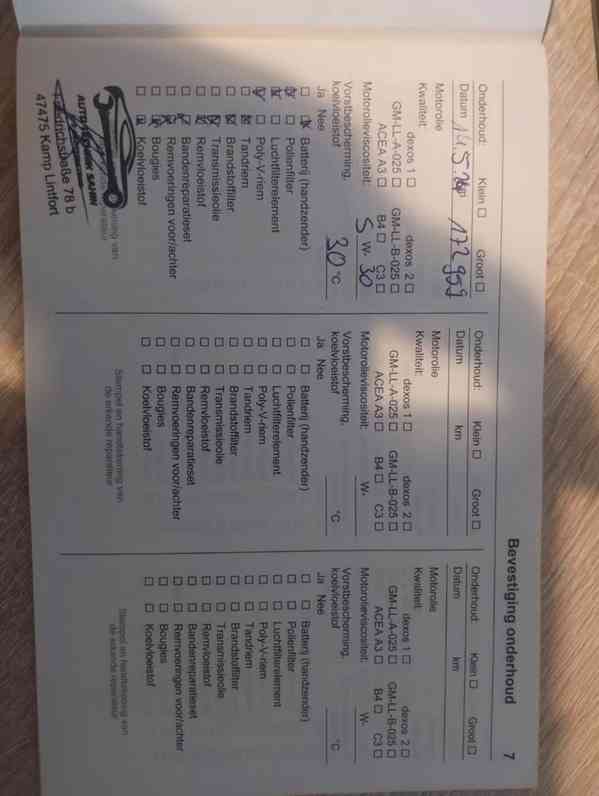 Bevestiging onderhoud
7
Onderhoud: Klein ☐ Groot ☐
Datum 14.5. km 172 959
Motorolie
Kwaliteit: dexos 1 ☐ dexos 2 ☐
GM-LL-A-025 ☐ GM-LL-B-025 ☐
ACEA A3 ☐ B4 ☐ C3 ☐
Motorolieviscositeit: 5 W- 30
Vorstbescherming,
koelvloeistof 30 °C
Ja Nee
Batterij (handzender)
Pollenfilter
Luchtfilterelement
Poly-V-riem
Tandriem
Brandstoffilter
Transmissieolie
Remvloeistof
Bandenreparatieset
Remvoeringen voor/achter
Bougies
Koelvloeistof
AUTOTECHNIK SAHIN
Friedrichstraße 78 b
47475 Kamp Lintfort
Onderhoud: Klein ☐ Groot ☐
Datum km
Motorolie
Kwaliteit: dexos 1 ☐ dexos 2 ☐
GM-LL-A-025 ☐ GM-LL-B-025 ☐
ACEA A3 ☐ B4 ☐ C3 ☐
Motorolieviscositeit: W-
Vorstbescherming,
koelvloeistof °C
Ja Nee
☐ ☐ Batterij (handzender)
☐ ☐ Pollenfilter
☐ ☐ Luchtfilterelement
☐ ☐ Poly-V-riem
☐ ☐ Tandriem
☐ ☐ Brandstoffilter
☐ ☐ Transmissieolie
☐ ☐ Remvloeistof
☐ ☐ Bandenreparatieset
☐ ☐ Remvoeringen voor/achter
☐ ☐ Bougies
☐ ☐ Koelvloeistof
Stempel en handtekening van
de erkende reparateur
Onderhoud: Klein ☐ Groot ☐
Datum km
Motorolie
Kwaliteit: dexos 1 ☐ dexos 2 ☐
GM-LL-A-025 ☐ GM-LL-B-025 ☐
ACEA A3 ☐ B4 ☐ C3 ☐
Motorolieviscositeit: W-
Vorstbescherming,
koelvloeistof °C
Ja Nee
☐ ☐ Batterij (handzender)
☐ ☐ Pollenfilter
☐ ☐ Luchtfilterelement
☐ ☐ Poly-V-riem
☐ ☐ Tandriem
☐ ☐ Brandstoffilter
☐ ☐ Transmissieolie
☐ ☐ Remvloeistof
☐ ☐ Bandenreparatieset
☐ ☐ Remvoeringen voor/achter
☐ ☐ Bougies
☐ ☐ Koelvloeistof
Stempel en handtekening van
de erkende reparateur